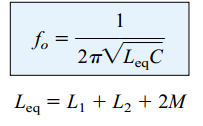 f_o = 1 / (2π√(L_eq C))
L_eq = L_1 + L_2 + 2M